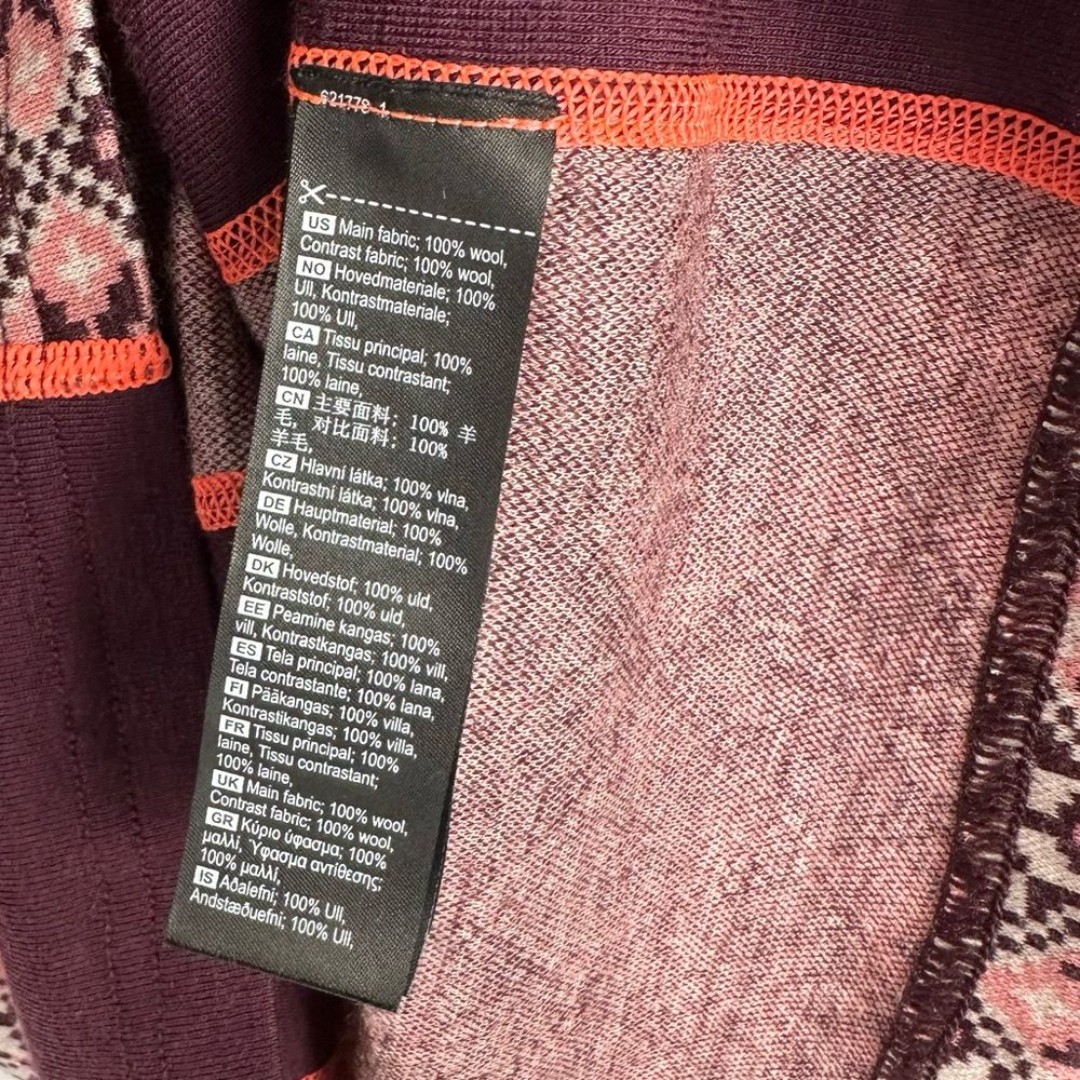 621778-1
US Main fabric; 100% wool,
Contrast fabric; 100% wool,
NO Hovedmateriale; 100%
Ull, Kontrastmateriale;
100% Ull,
CA Tissu principal; 100%
laine, Tissu contrastant;
100% laine,
CN 主要面料; 100% 羊
毛, 对比面料; 100%
羊毛,
CZ Hlavní látka; 100% vlna,
Kontrastní látka; 100% vlna,
DE Hauptmaterial; 100%
Wolle, Kontrastmaterial; 100%
Wolle,
DK Hovedstof; 100% uld,
Kontraststof; 100% uld,
EE Peamine kangas; 100%
vill, Kontrastkangas; 100% vill,
ES Tela principal; 100% lana,
Tela contrastante; 100% lana,
FI Pääkangas; 100% villa,
Kontrastikangas; 100% villa,
FR Tissu principal; 100%
laine, Tissu contrastant;
100% laine,
UK Main fabric; 100% wool,
Contrast fabric; 100% wool,
GR Κύριο ύφασμα; 100%
μαλλί, Ύφασμα αντίθεσης;
100% μαλλί,
IS Aðalefni; 100% Ull,
Andstæðuefni; 100% Ull,